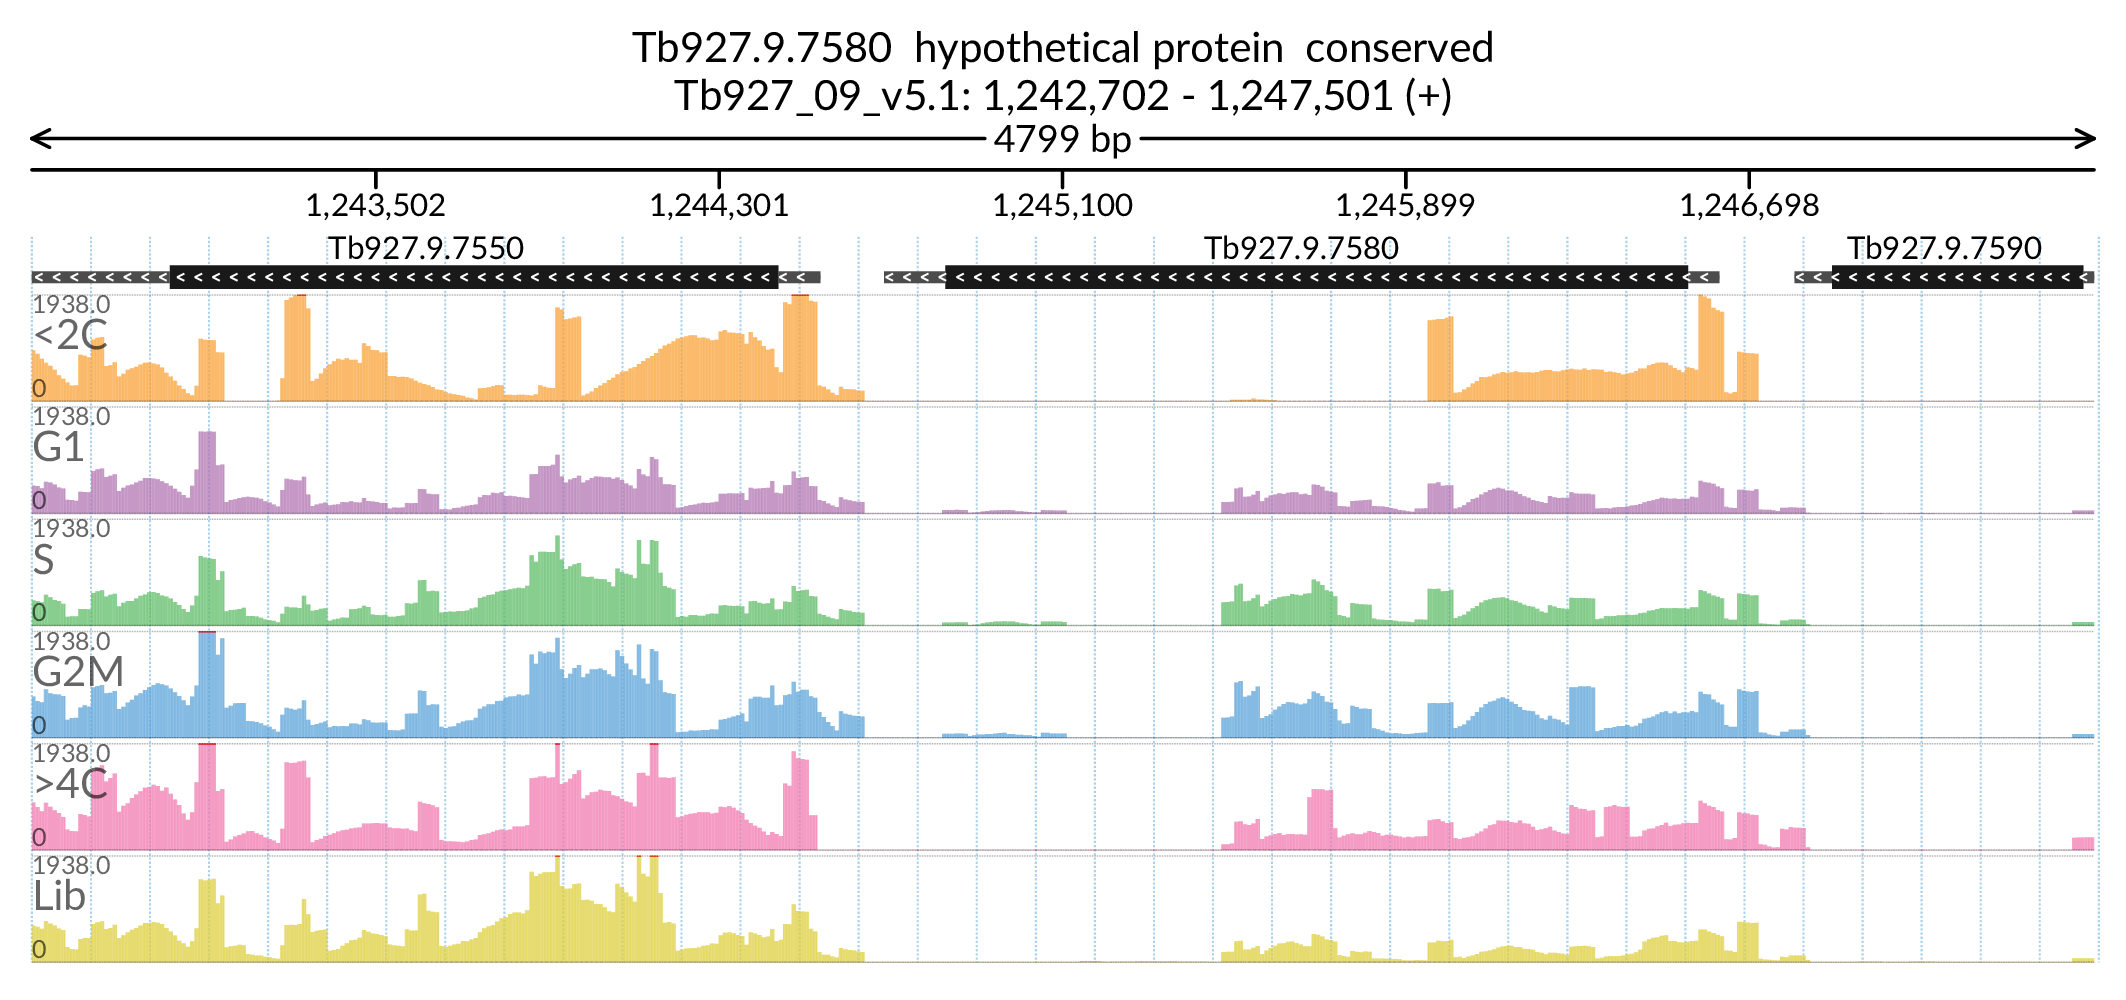 Tb927.9.7580  hypothetical protein  conserved
Tb927_09_v5.1: 1,242,702 - 1,247,501 (+)
4799 bp
1,243,502 1,244,301 1,245,100 1,245,899 1,246,698
Tb927.9.7550 Tb927.9.7580 Tb927.9.7590
1938.0
<2C
0
1938.0
G1
0
1938.0
S
0
1938.0
G2M
0
1938.0
>4C
0
1938.0
Lib
0